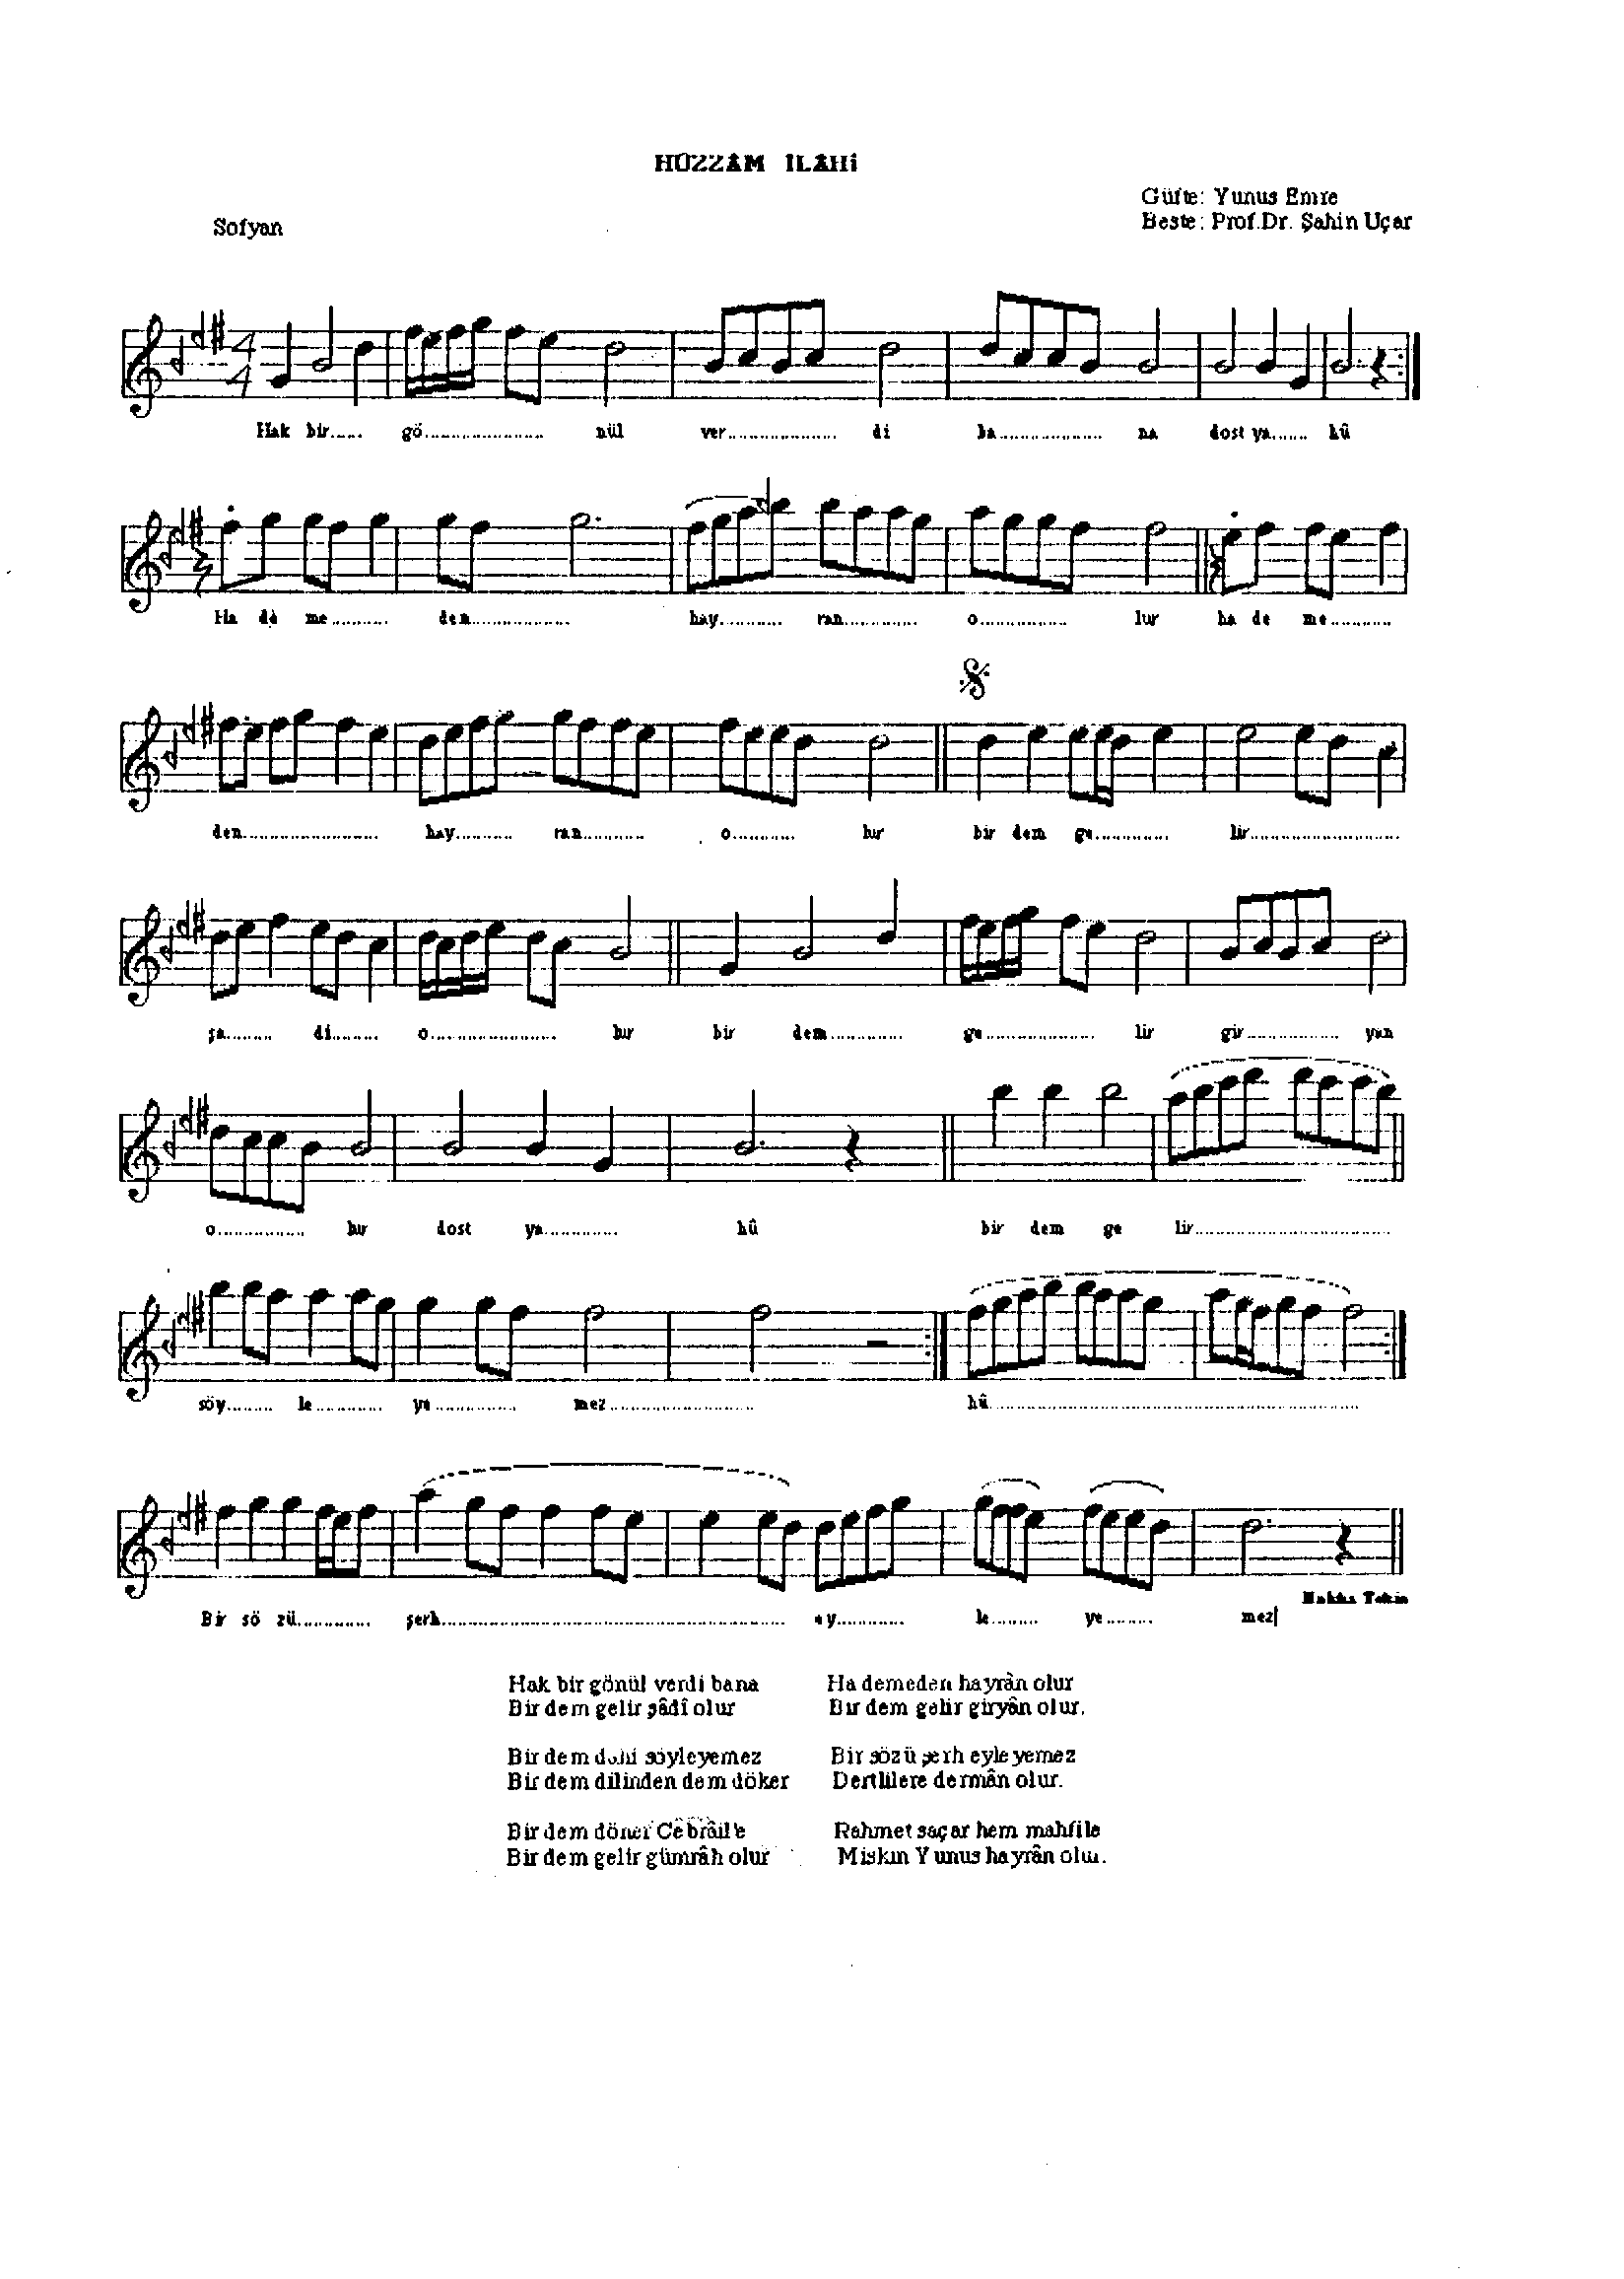 HÜZZÂM İLÂHİ
Güfte: Yunus Emre
Sofyan
Beste: Prof.Dr. Şahin Uçar
4
4
Hak bir...... gö..................... nül ver................... di ba.................. na dost ya....... hû
Ha de me........... den................. hay........... ran............. o................ lur ha de me...........
den....................... hay.......... ran........... o........... lur bir dem ge............. lir.............................
şa........ di........ o...................... lur bir dem............. ge................... lir gir................ yan
o................ lur dost ya............. hû bir dem ge lir..................................
söy........ le............ ye.............. mez......................... hû................................................................
Bir sö zü............. şerh............................................................ ey............ le......... ye......... mez
Hak bir gönül verdi bana Ha demeden hayrân olur
Bir dem gelir şâdî olur Bir dem gelir giryân olur.
Bir dem dahi söyleyemez Bir sözü şerh eyleyemez
Bir dem dilinden dem döker Dertlilere dermân olur.
Bir dem döner Cebrâil'e Rahmet saçar hem mahfile
Bir dem gelir gümrâh olur Miskin Yunus hayrân olur.